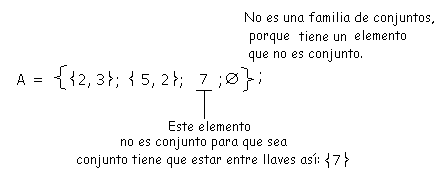 No es una familia de conjuntos,
porque tiene un elemento
que no es conjunto.
A = {{2, 3}; {5, 2}; 7 ;∅};
Este elemento
no es conjunto para que sea
conjunto tiene que estar entre llaves así: {7}